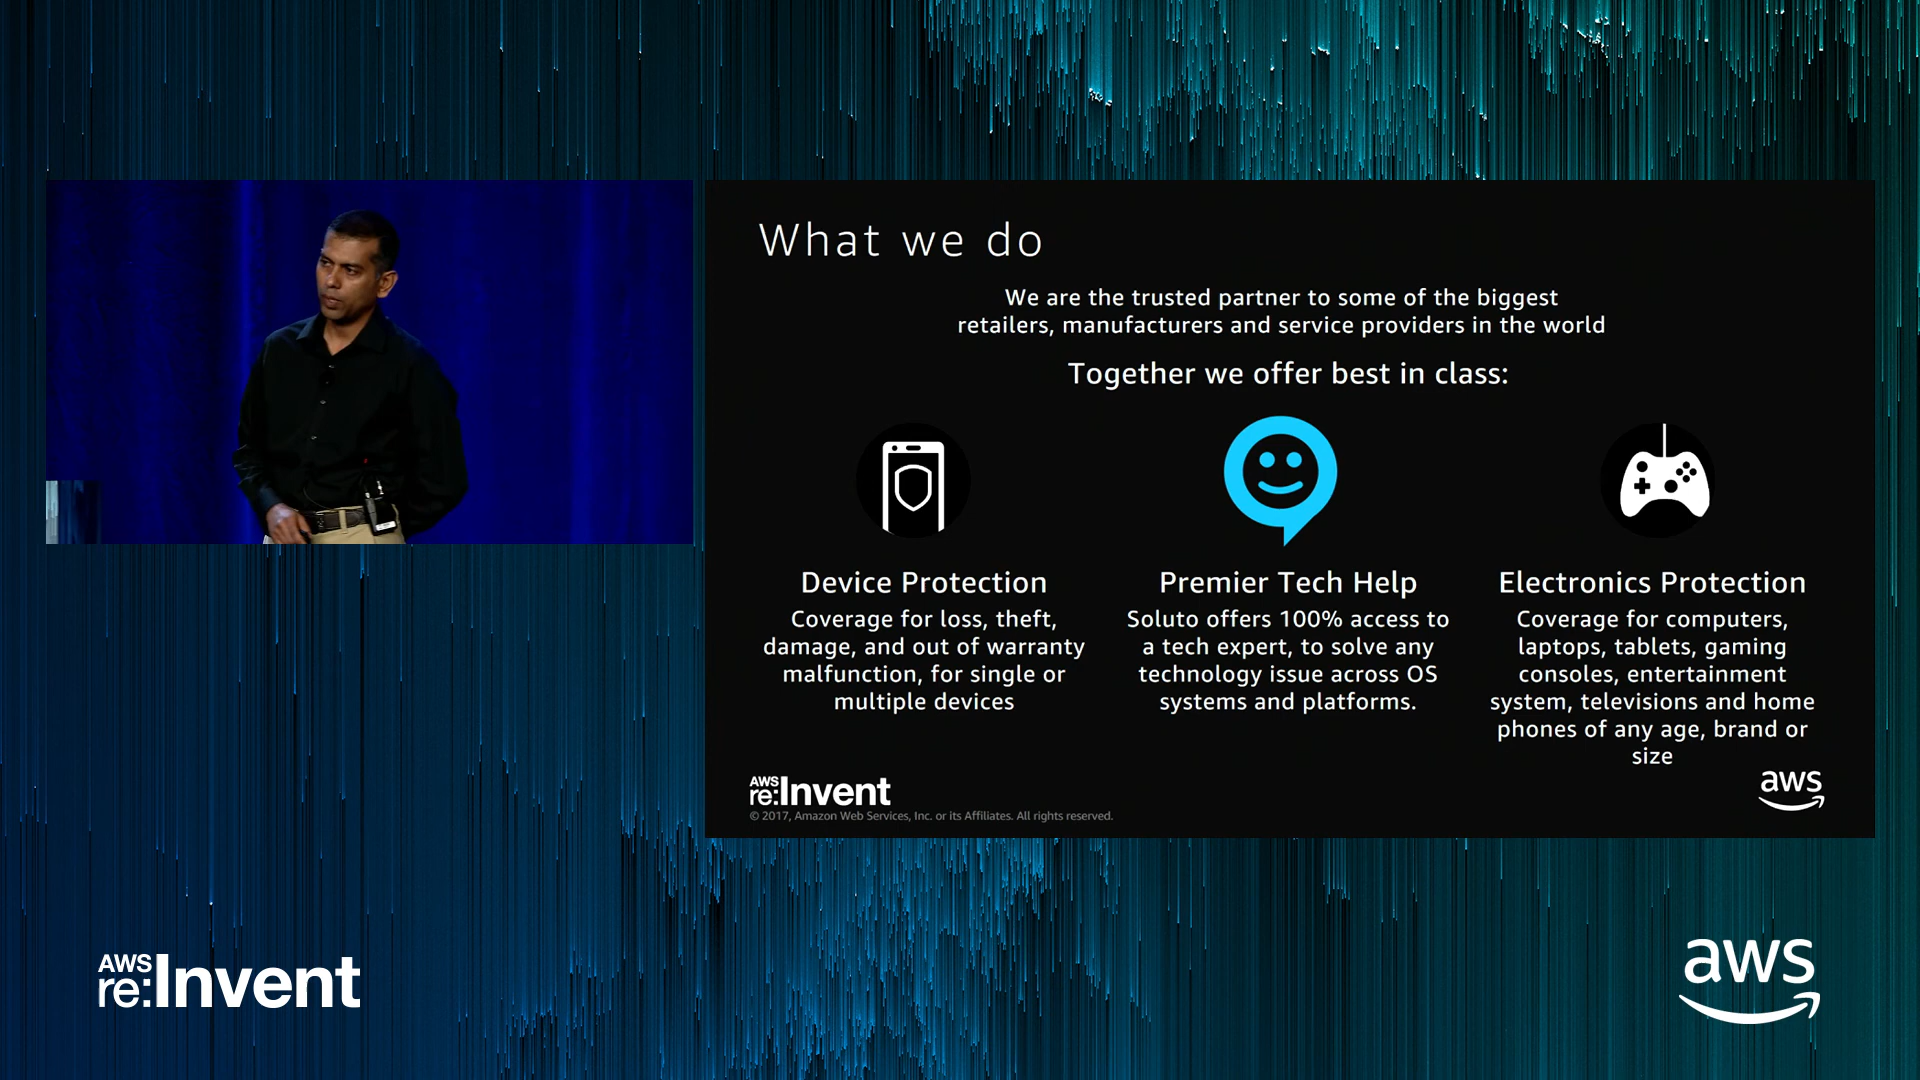 What we do
We are the trusted partner to some of the biggest
retailers, manufacturers and service providers in the world
Together we offer best in class:
Device Protection
Coverage for loss, theft,
damage, and out of warranty
malfunction, for single or
multiple devices
Premier Tech Help
Soluto offers 100% access to
a tech expert, to solve any
technology issue across OS
systems and platforms.
Electronics Protection
Coverage for computers,
laptops, tablets, gaming
consoles, entertainment
system, televisions and home
phones of any age, brand or
size
AWS
re:Invent
aws
© 2017, Amazon Web Services, Inc. or its Affiliates. All rights reserved.
AWS
re:Invent
aws